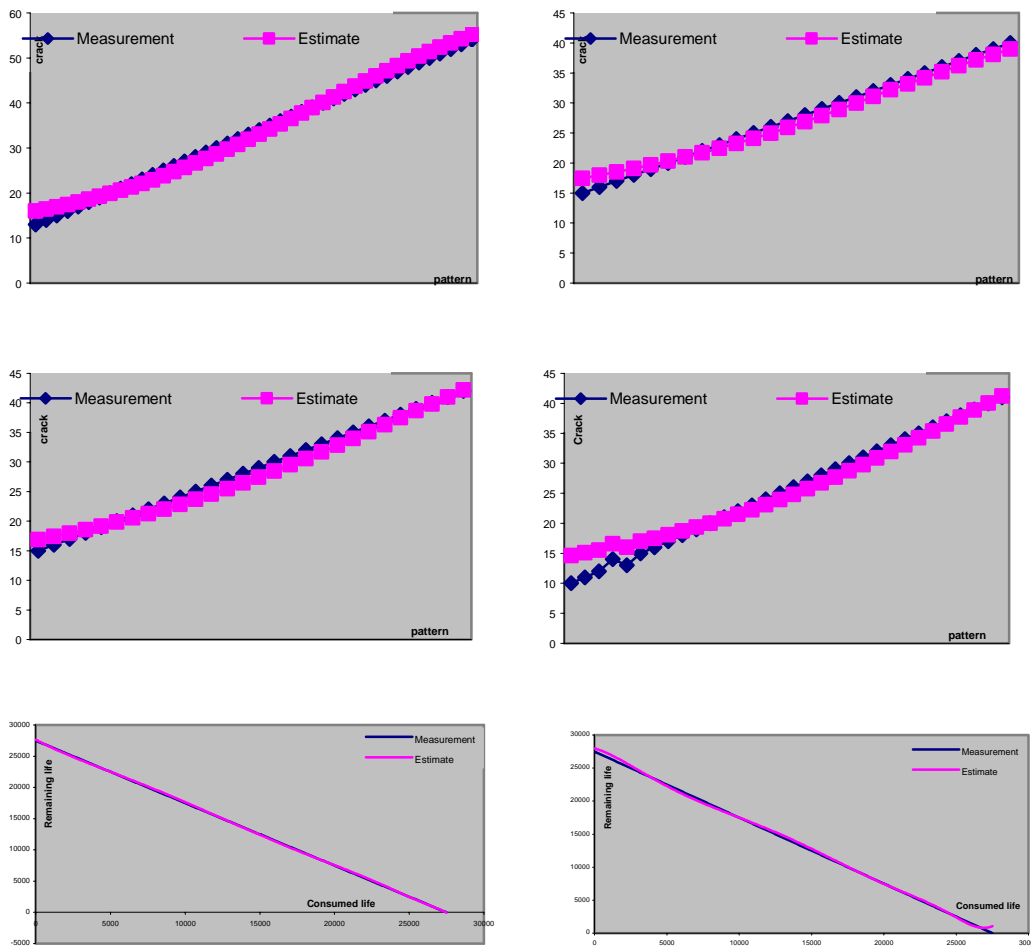 60
50
40
30
20
10
0
crack
Measurement
Estimate
pattern
45
40
35
30
25
20
15
10
5
0
crack
Measurement
Estimate
pattern
45
40
35
30
25
20
15
10
5
0
crack
Measurement
Estimate
pattern
45
40
35
30
25
20
15
10
5
0
Crack
Measurement
Estimate
pattern
30000
25000
20000
15000
10000
5000
0
-5000
Remaining life
Measurement
Estimate
Consumed life
0 5000 10000 15000 20000 25000 30000
30000
25000
20000
15000
10000
5000
0
Remaining life
Measurement
Estimate
Consumed life
0 5000 10000 15000 20000 25000